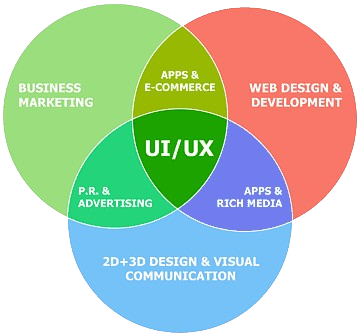 APPS &
E-COMMERCE
BUSINESS
MARKETING
WEB DESIGN &
DEVELOPMENT
UI/UX
P.R. &
ADVERTISING
APPS &
RICH MEDIA
2D+3D DESIGN & VISUAL
COMMUNICATION